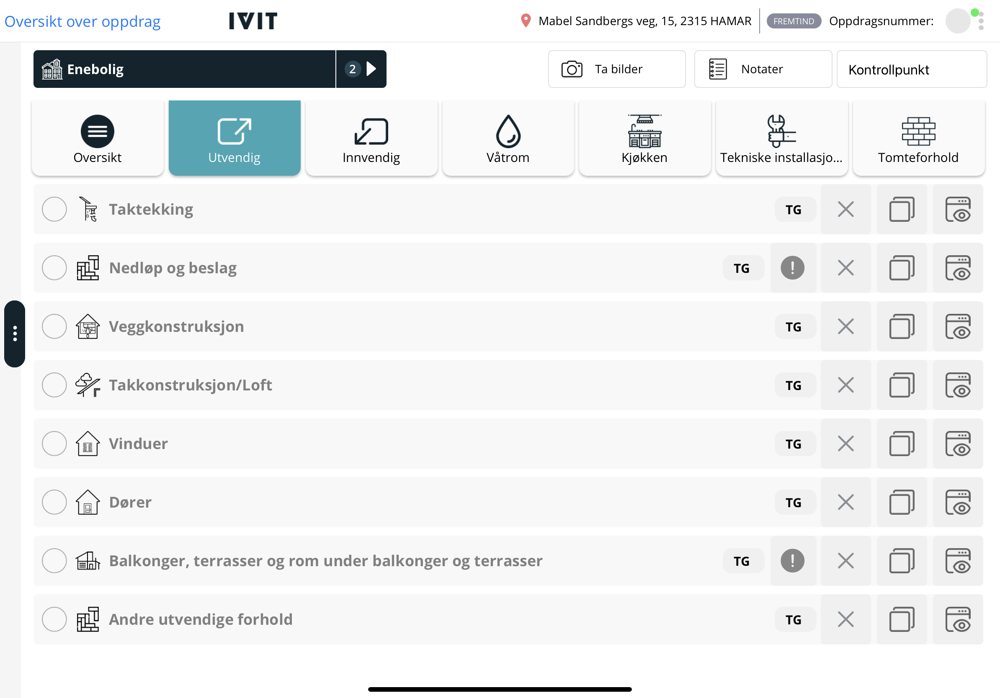 Oversikt over oppdrag
IVIT
Mabel Sandbergs veg, 15, 2315 HAMAR
FREMTIND
Oppdragsnummer:
Enebolig
2
Ta bilder
Notater
Kontrollpunkt
Oversikt
Utvendig
Innvendig
Våtrom
Kjøkken
Tekniske installasjo...
Tomteforhold
Taktekking
TG
Nedløp og beslag
TG
Veggkonstruksjon
TG
Takkonstruksjon/Loft
TG
Vinduer
TG
Dører
TG
Balkonger, terrasser og rom under balkonger og terrasser
TG
Andre utvendige forhold
TG